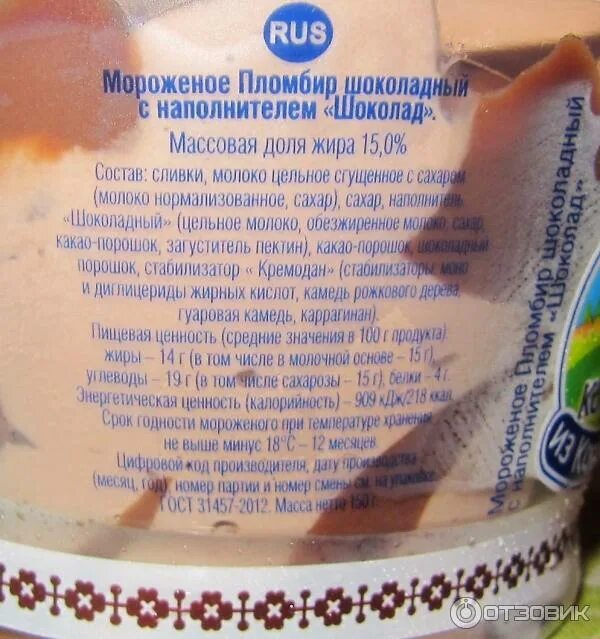 RUS
Мороженое Пломбир шоколадный
с наполнителем «Шоколад».
Массовая доля жира 15,0%
Состав: сливки, молоко цельное сгущенное с сахаром
(молоко нормализованное, сахар), сахар, наполнитель
"Шоколадный" (цельное молоко, обезжиренное молоко, сахар,
какао-порошок, загуститель пектин), какао-порошок, шоколадный
порошок, стабилизатор " Кремодан" (стабилизаторы: моно
и диглицериды жирных кислот, камедь рожкового дерева,
гуаровая камедь, каррагинан).
Пищевая ценность (средние значения в 100 г продукта):
жиры – 14 г (в том числе в молочной основе – 15 г),
углеводы – 19 г (в том числе сахарозы – 15 г), белки – 4 г.
Энергетическая ценность (калорийность) – 909 кДж/218 ккал.
Срок годности мороженого при температуре хранения
не выше минус 18°С – 12 месяцев.
Цифровой код производителя, дату производства
(месяц, год), номер партии и номер смены см. на упаковке.
ГОСТ 31457-2012. Масса нетто 150 г.
Мороженое Пломбир шоколадный
с наполнителем «Шоколад»
ИЗ
ОТЗОВИК